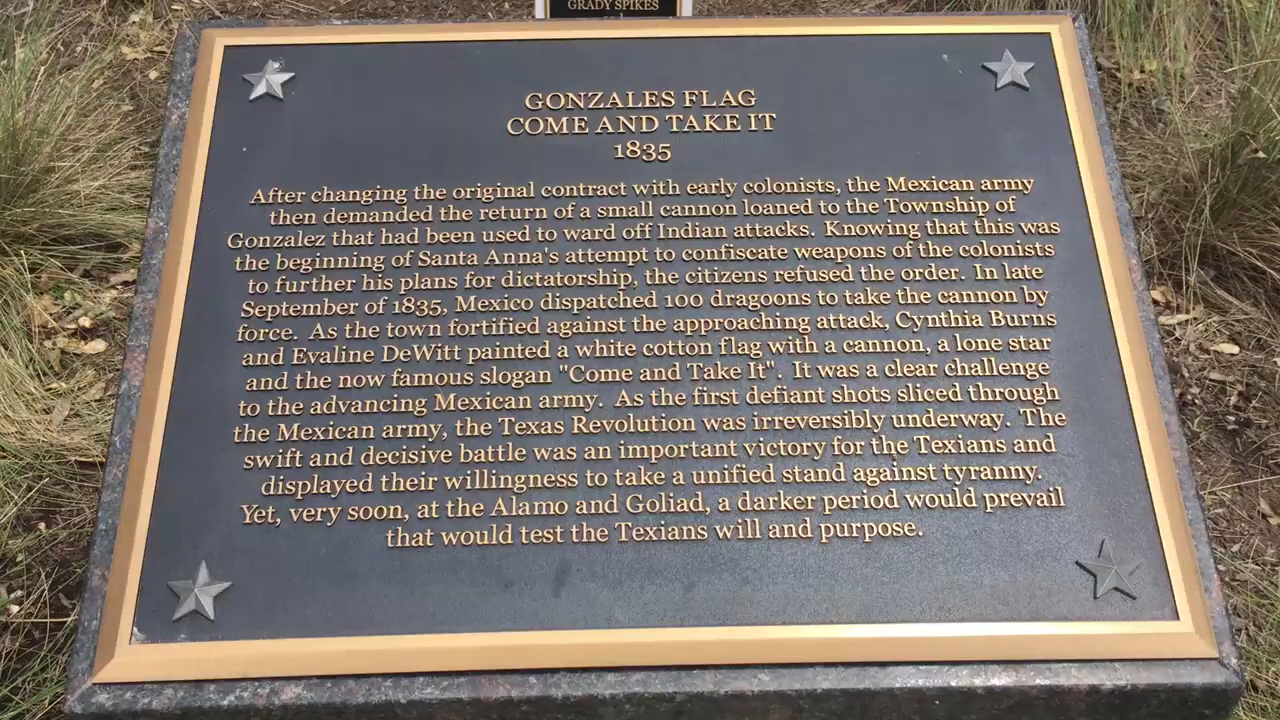 GRADY SPIKES
GONZALES FLAG
COME AND TAKE IT
1835
After changing the original contract with early colonists, the Mexican army
then demanded the return of a small cannon loaned to the Township of
Gonzalez that had been used to ward off Indian attacks. Knowing that this was
the beginning of Santa Anna's attempt to confiscate weapons of the colonists
to further his plans for dictatorship, the citizens refused the order. In late
September of 1835, Mexico dispatched 100 dragoons to take the cannon by
force. As the town fortified against the approaching attack, Cynthia Burns
and Evaline DeWitt painted a white cotton flag with a cannon, a lone star
and the now famous slogan "Come and Take It". It was a clear challenge
to the advancing Mexican army. As the first defiant shots sliced through
the Mexican army, the Texas Revolution was irreversibly underway. The
swift and decisive battle was an important victory for the Texians and
displayed their willingness to take a unified stand against tyranny.
Yet, very soon, at the Alamo and Goliad, a darker period would prevail
that would test the Texians will and purpose.